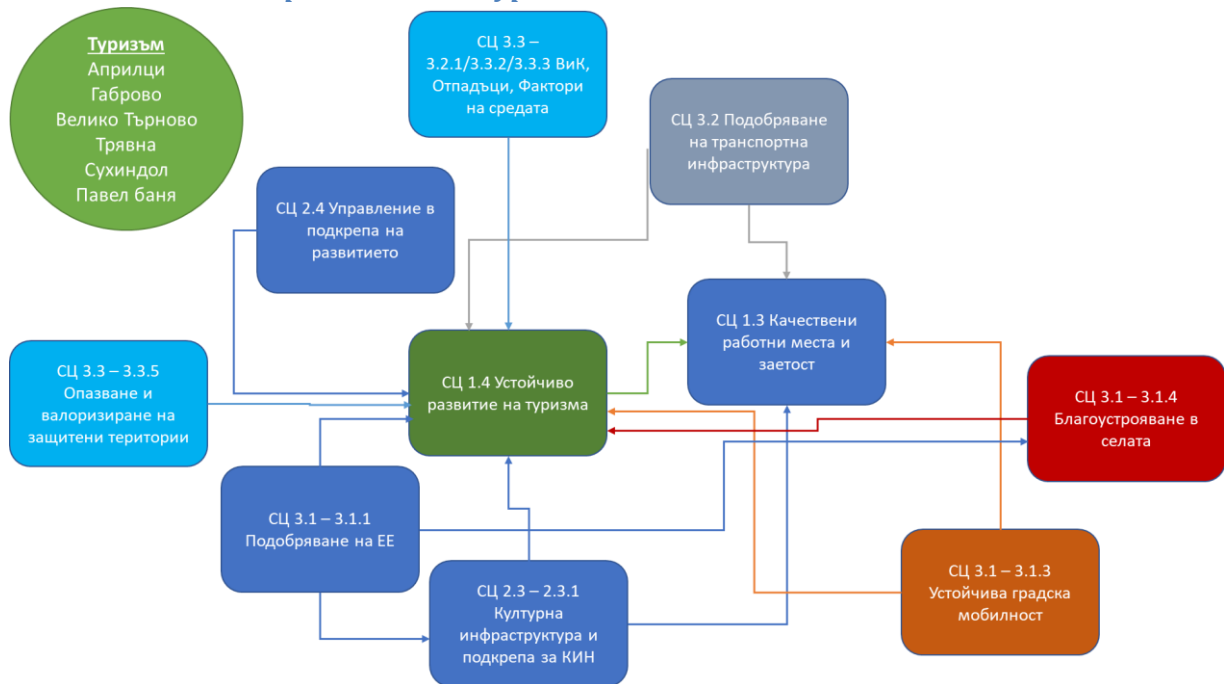 Туризъм
Априлци
Габрово
Велико Търново
Трявна
Сухиндол
Павел баня
СЦ 3.3 –
3.2.1/3.3.2/3.3.3 ВиК,
Отпадъци, Фактори
на средата
СЦ 3.2 Подобряване
на транспортна
инфраструктура
СЦ 2.4 Управление в
подкрепа на
развитието
СЦ 1.3 Качествени
работни места и
заетост
СЦ 3.3 – 3.3.5
Опазване и
валоризиране на
защитени територии
СЦ 1.4 Устойчиво
развитие на туризма
СЦ 3.1 – 3.1.4
Благоустрояване в
селата
СЦ 3.1 – 3.1.1
Подобряване на ЕЕ
СЦ 2.3 – 2.3.1
Културна
инфраструктура и
подкрепа за КИН
СЦ 3.1 – 3.1.3
Устойчива градска
мобилност